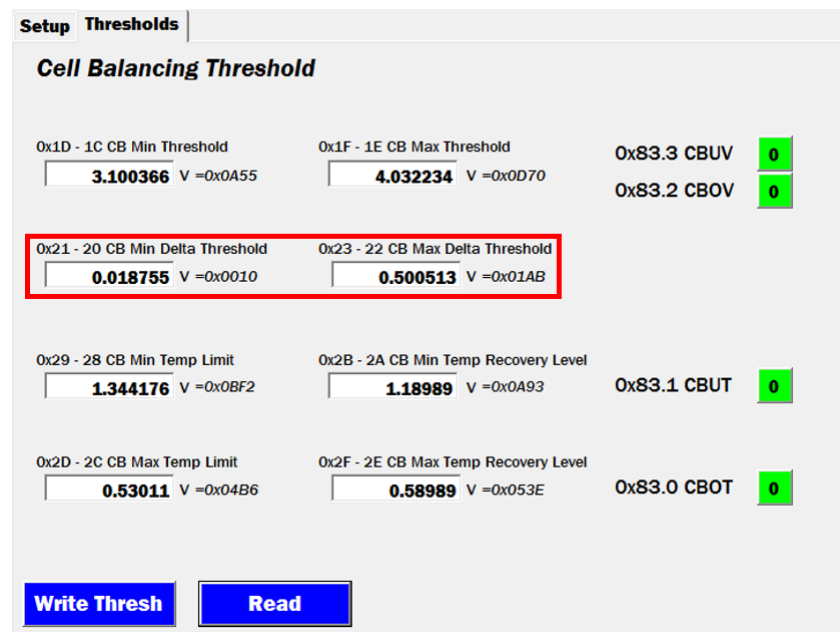 Setup Thresholds
Cell Balancing Threshold
0x1D - 1C CB Min Threshold 0x1F - 1E CB Max Threshold
3.100366 V =0x0A55 4.032234 V =0x0D70
0x83.3 CBUV 0
0x83.2 CBOV 0
0x21 - 20 CB Min Delta Threshold 0x23 - 22 CB Max Delta Threshold
0.018755 V =0x0010 0.500513 V =0x01AB
0x29 - 28 CB Min Temp Limit 0x2B - 2A CB Min Temp Recovery Level
1.344176 V =0x0BF2 1.18989 V =0x0A93 0x83.1 CBUT 0
0x2D - 2C CB Max Temp Limit 0x2F - 2E CB Max Temp Recovery Level
0.53011 V =0x04B6 0.58989 V =0x053E 0x83.0 CBOT 0
Write Thresh Read